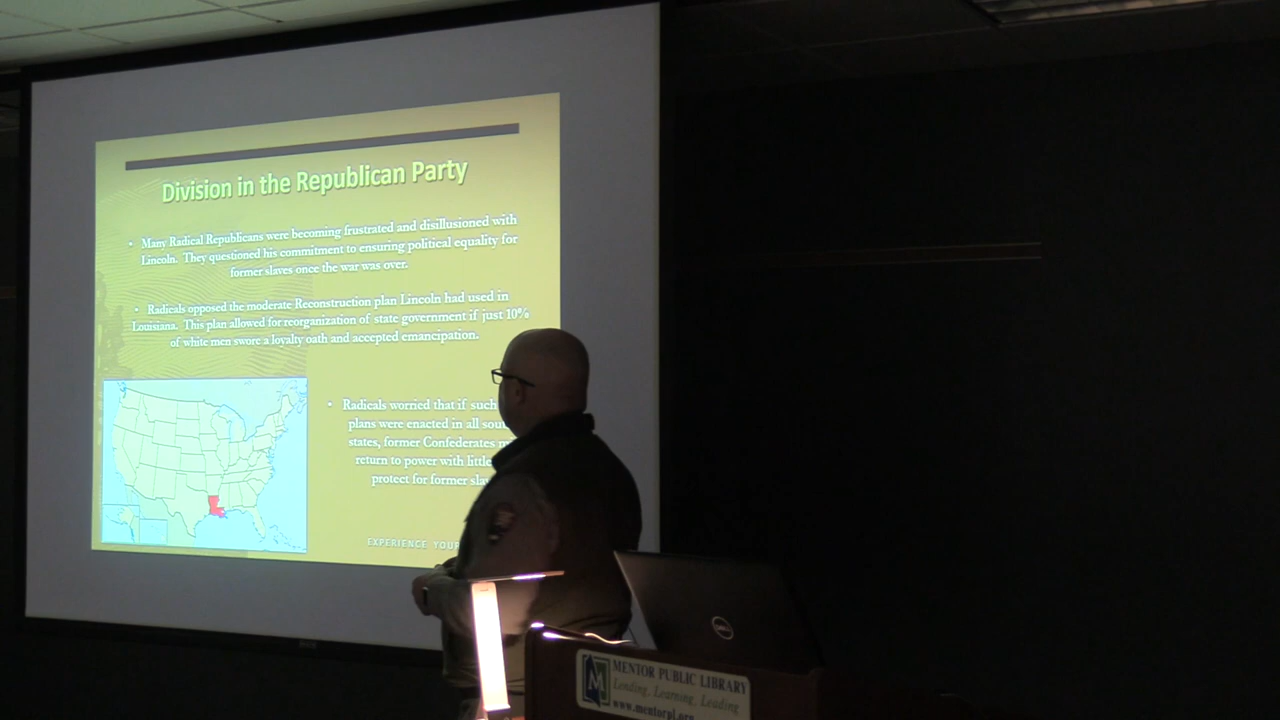 Division in the Republican Party
• Many Radical Republicans were becoming frustrated and disillusioned with
Lincoln. They questioned his commitment to ensuring political equality for
former slaves once the war was over.
• Radicals opposed the moderate Reconstruction plan Lincoln had used in
Louisiana. This plan allowed for reorganization of state government if just 10%
of white men swore a loyalty oath and accepted emancipation.
• Radicals worried that if such
plans were enacted in all
states, former Confederates
return to power with little
protect for former
EXPERIENCE YOUR
DELL
M
MENTOR PUBLIC LIBRARY
Lending, Learning, Leading
www.mentorpl.org